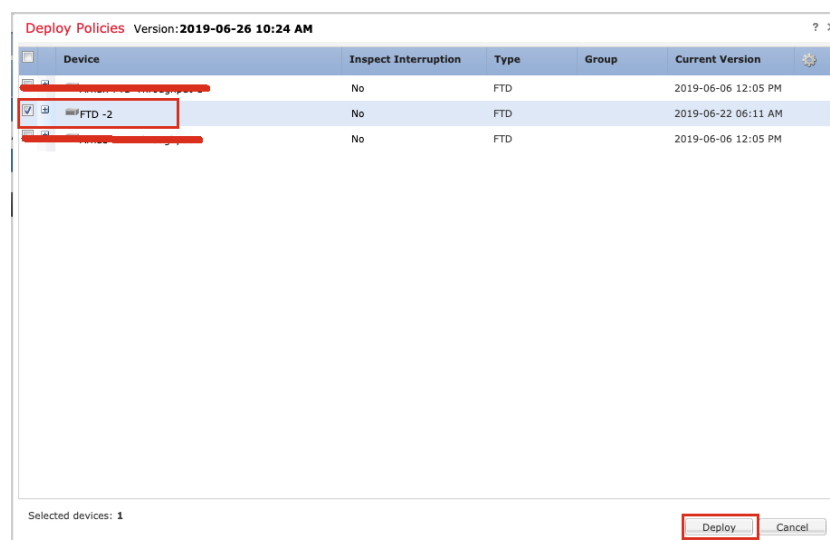 Deploy Policies Version:2019-06-26 10:24 AM ?
Device Inspect Interruption Type Group Current Version
No FTD 2019-06-06 12:05 PM
FTD -2 No FTD 2019-06-22 06:11 AM
No FTD 2019-06-06 12:05 PM
Selected devices: 1
Deploy Cancel